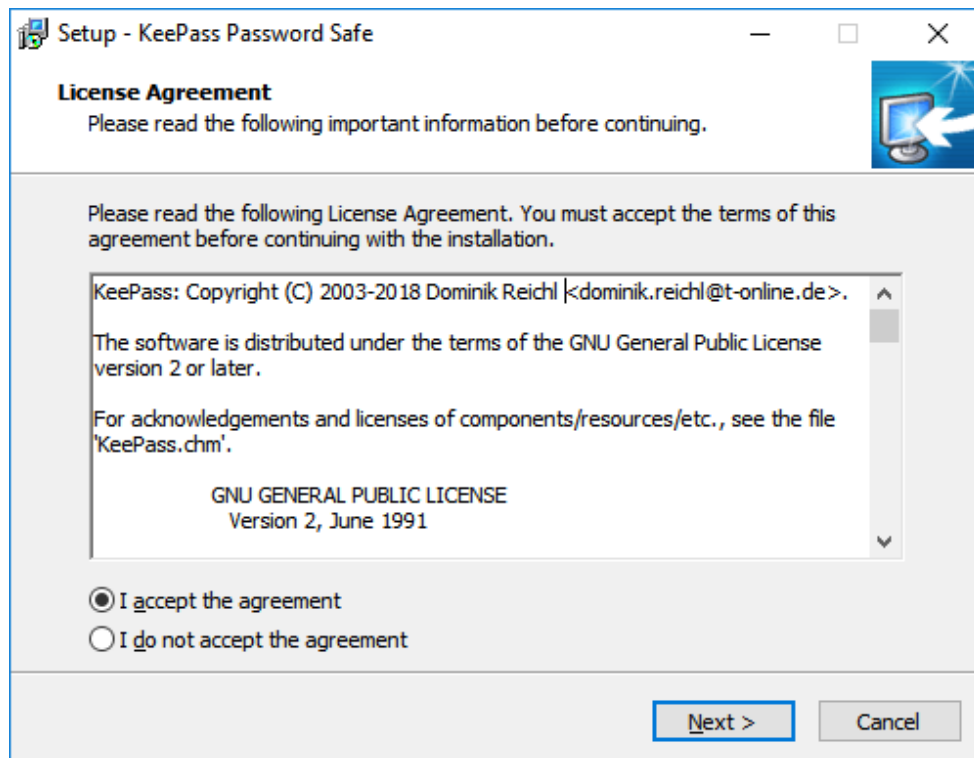 Setup - KeePass Password Safe
License Agreement
Please read the following important information before continuing.
Please read the following License Agreement. You must accept the terms of this
agreement before continuing with the installation.
KeePass: Copyright (C) 2003-2018 Dominik Reichl <dominik.reichl@t-online.de>.
The software is distributed under the terms of the GNU General Public License
version 2 or later.
For acknowledgements and licenses of components/resources/etc., see the file
'KeePass.chm'.
GNU GENERAL PUBLIC LICENSE
Version 2, June 1991
I accept the agreement
I do not accept the agreement
Next >
Cancel